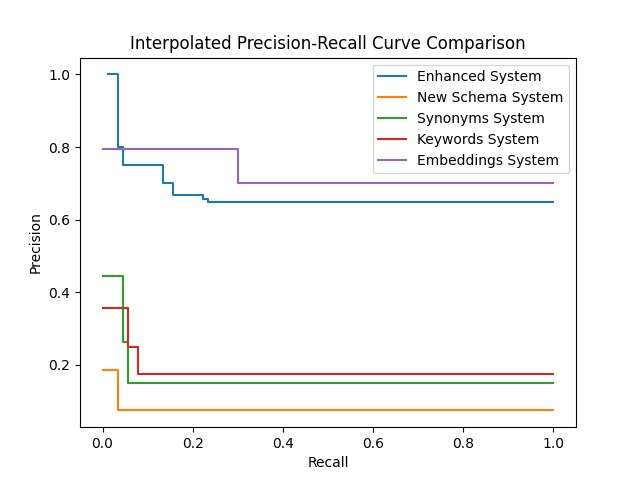 Interpolated Precision-Recall Curve Comparison
Enhanced System
New Schema System
Synonyms System
Keywords System
Embeddings System
1.0
0.8
0.6
0.4
0.2
Precision
0.0 0.2 0.4 0.6 0.8 1.0
Recall